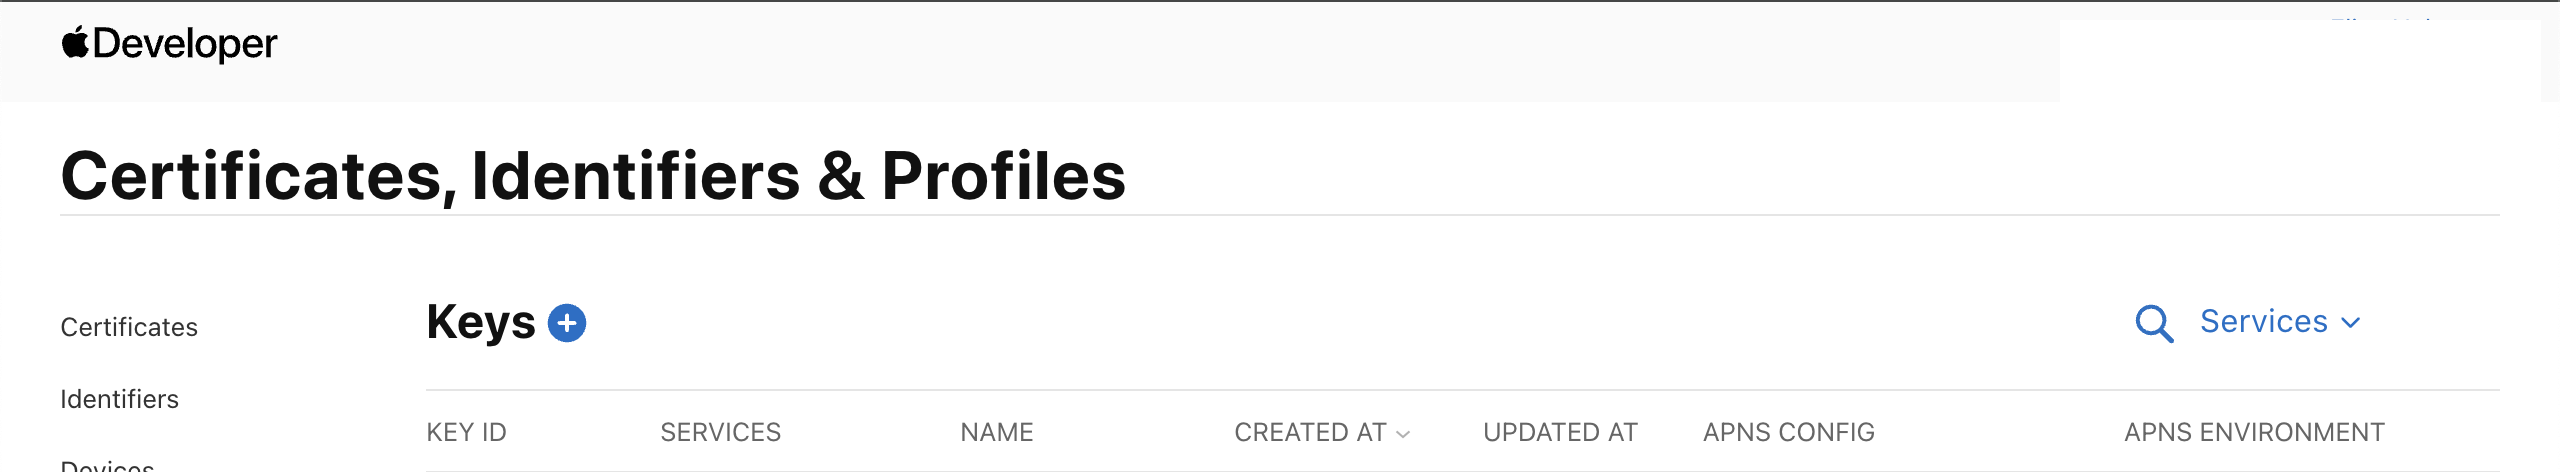 Developer
Certificates, Identifiers & Profiles
Certificates
Identifiers
Devices
Keys
Services
KEY ID SERVICES NAME CREATED AT UPDATED AT APNS CONFIG APNS ENVIRONMENT